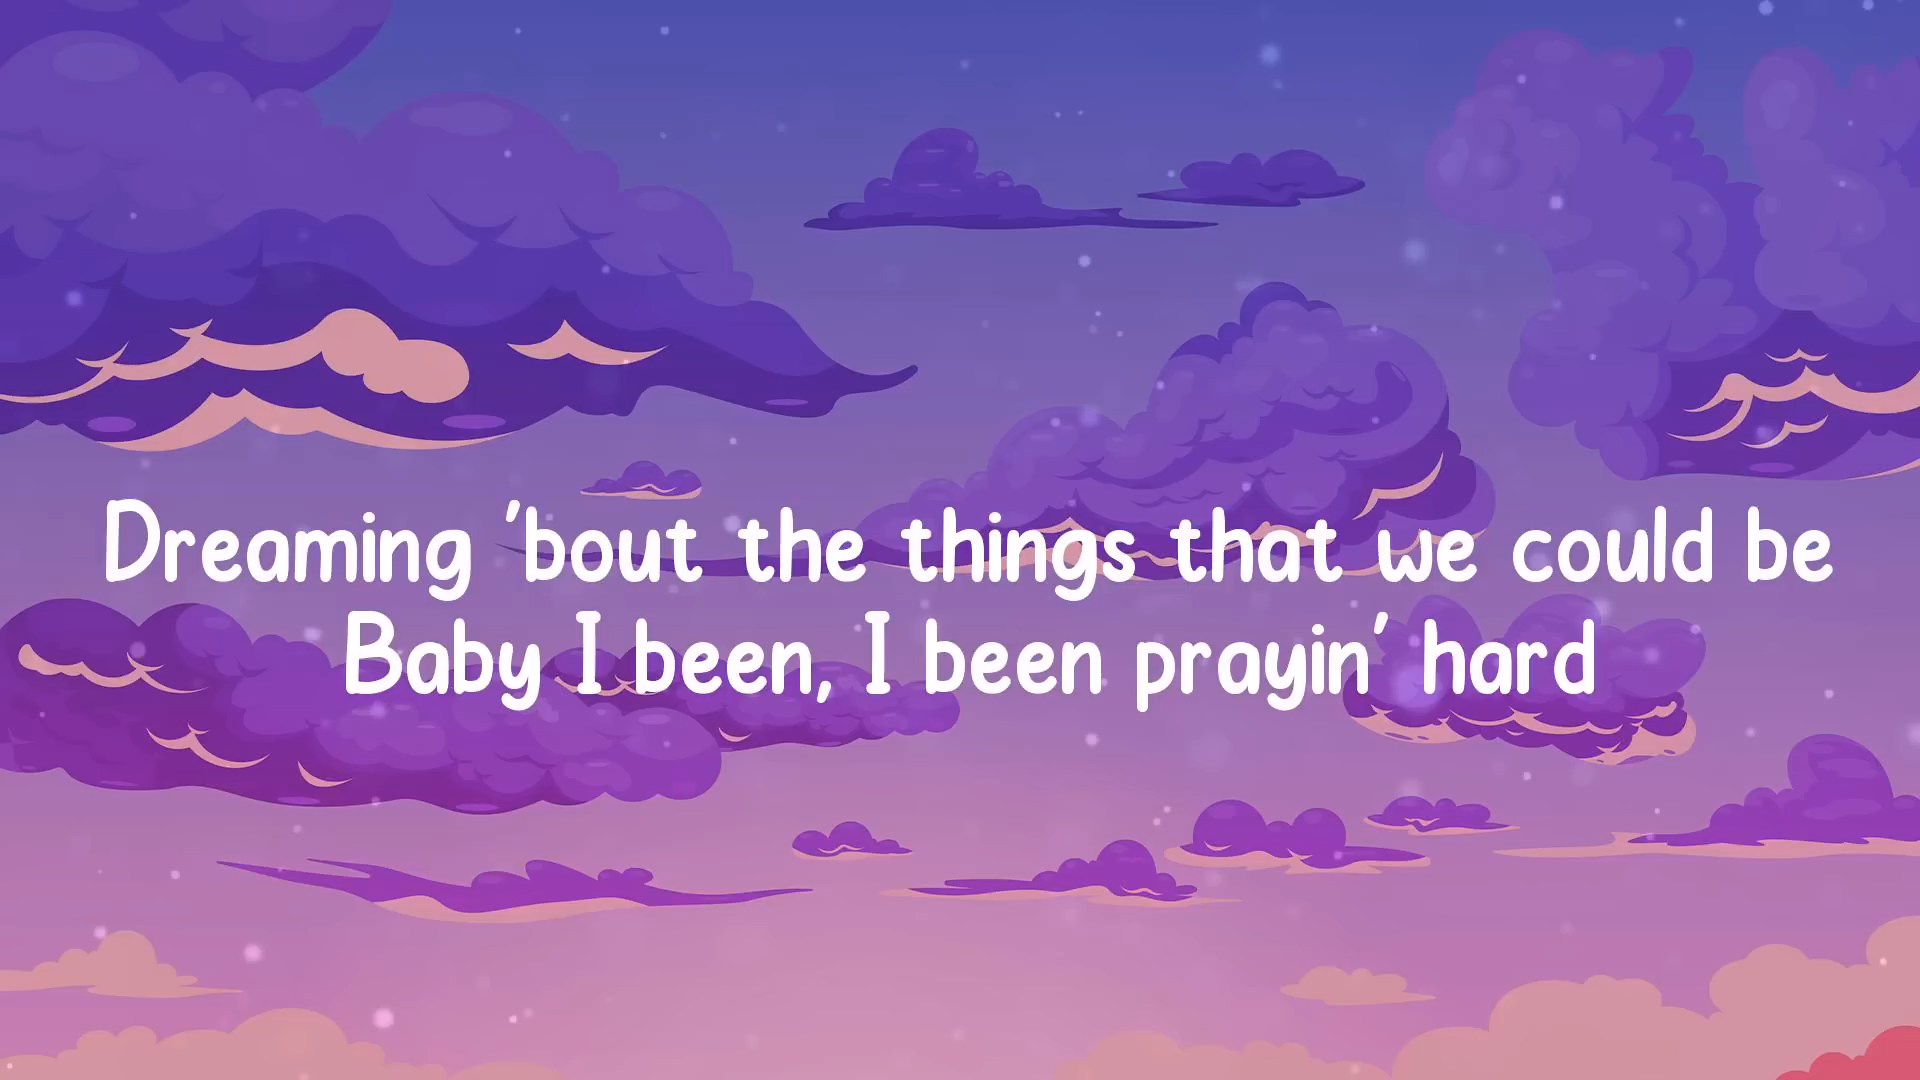 Dreaming 'bout the things that we could be
Baby I been, I been prayin' hard